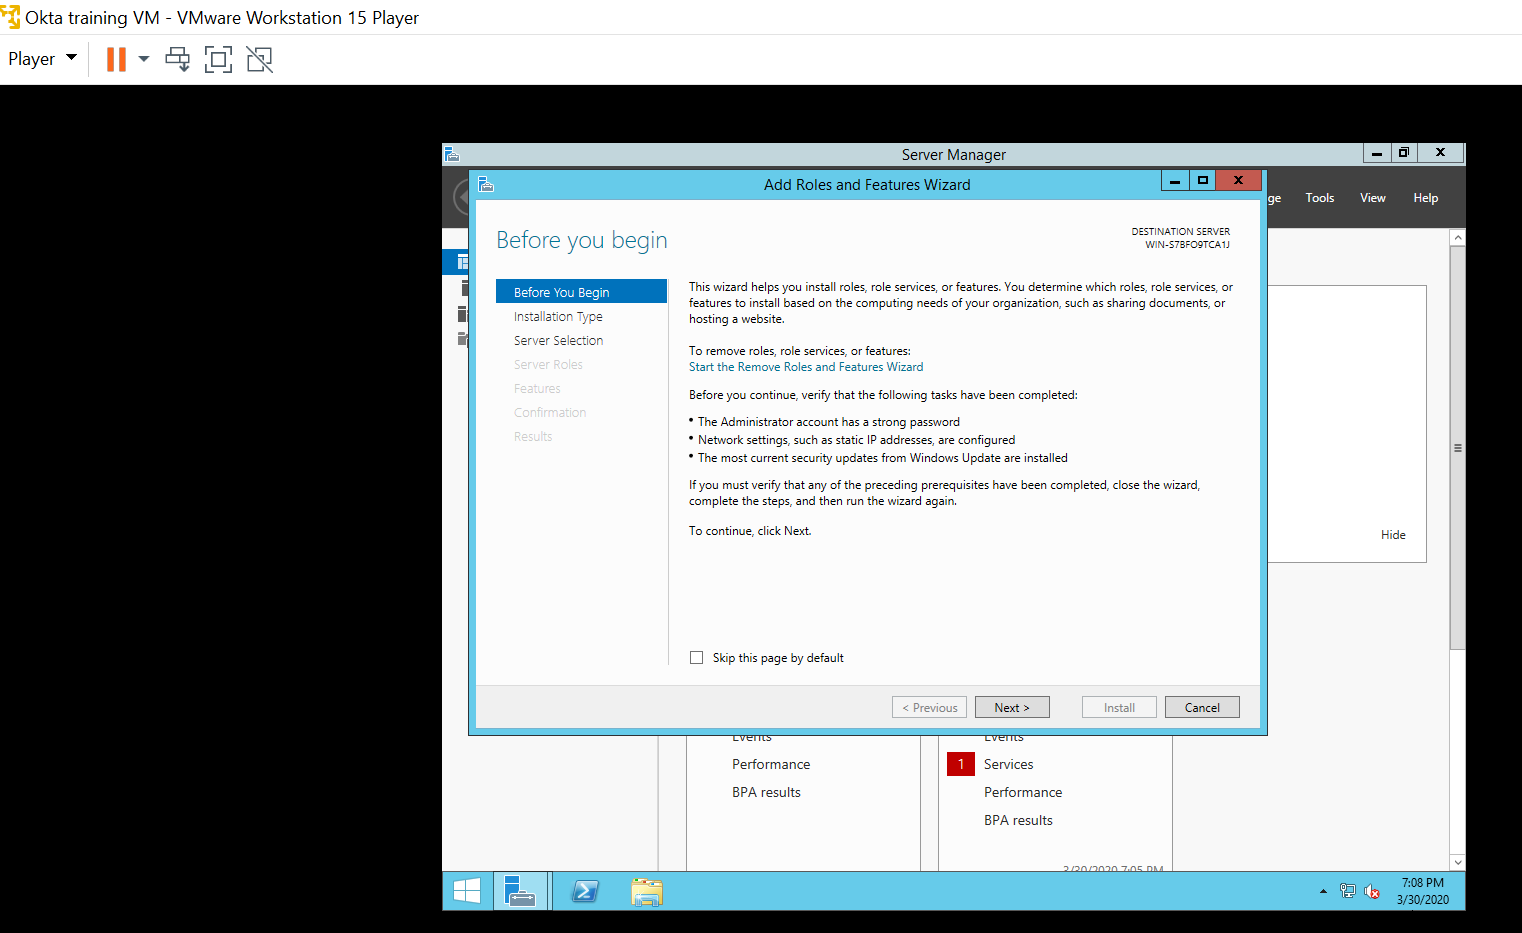 Okta training VM - VMware Workstation 15 Player
Player
Server Manager
Add Roles and Features Wizard
Tools
View
Help
Before you begin
DESTINATION SERVER
WIN-S7BFO9TCA1J
Before You Begin
Installation Type
Server Selection
Server Roles
Features
Confirmation
Results
This wizard helps you install roles, role services, or features. You determine which roles, role services, or
features to install based on the computing needs of your organization, such as sharing documents, or
hosting a website.
To remove roles, role services, or features:
Start the Remove Roles and Features Wizard
Before you continue, verify that the following tasks have been completed:
• The Administrator account has a strong password
• Network settings, such as static IP addresses, are configured
• The most current security updates from Windows Update are installed
If you must verify that any of the preceding prerequisites have been completed, close the wizard,
complete the steps, and then run the wizard again.
To continue, click Next.
Hide
Skip this page by default
< Previous
Next >
Install
Cancel
Events
Performance
BPA results
Events
1 Services
Performance
BPA results
3/30/2020 7:05 PM
7:08 PM
3/30/2020